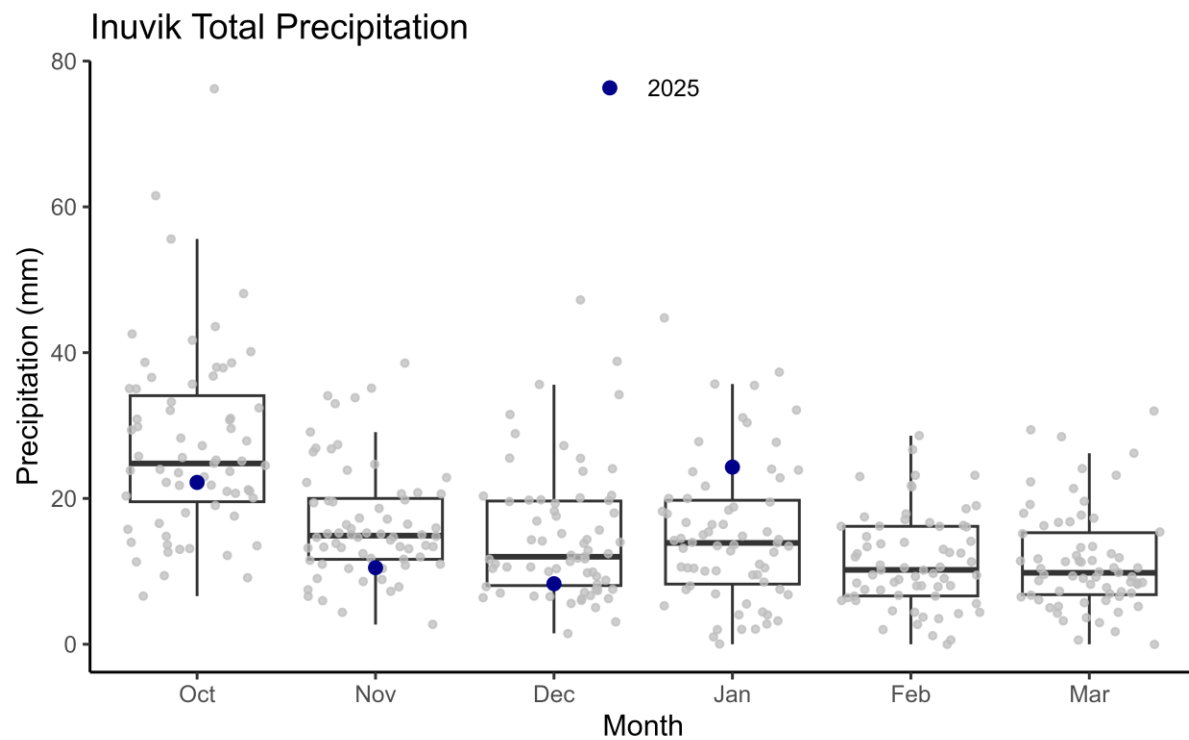 Inuvik Total Precipitation
80
2025
60
Precipitation (mm)
40
20
0
Oct Nov Dec Jan Feb Mar
Month